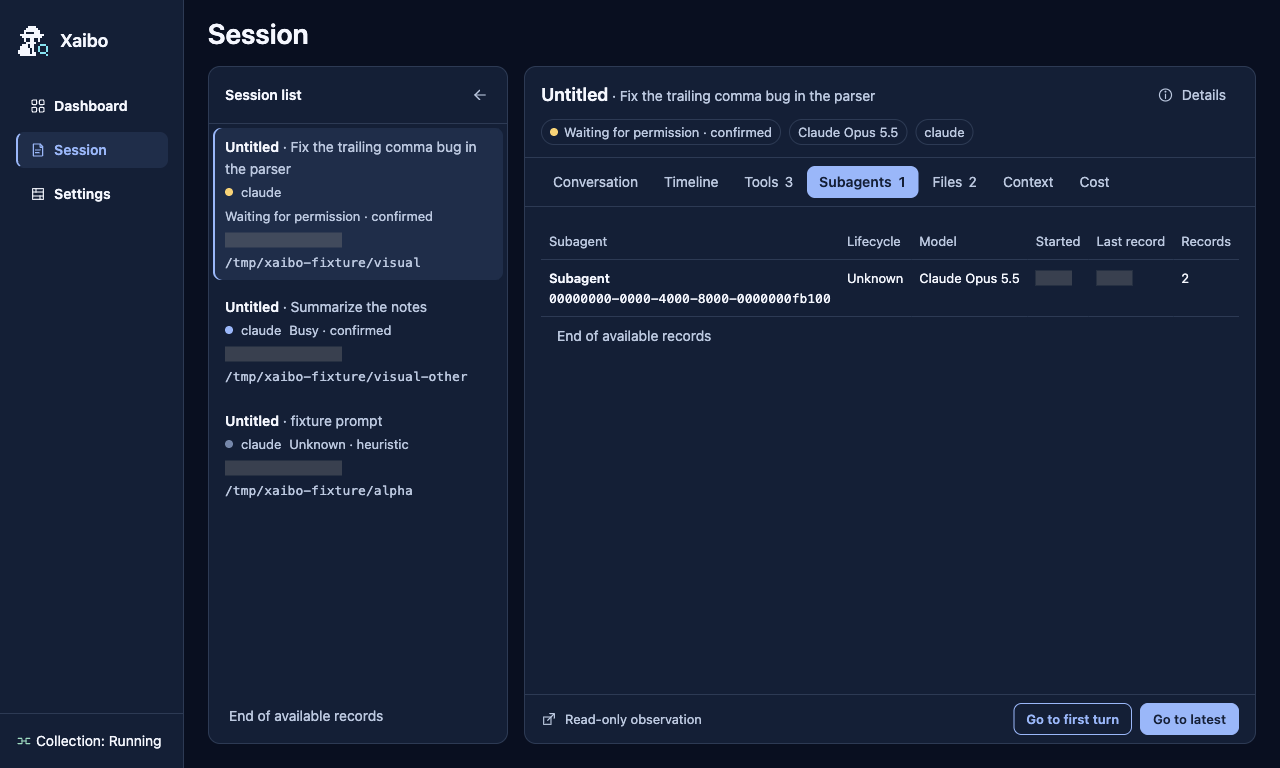 Xaibo
Dashboard
Session
Settings
Collection: Running
Session
Session list
Untitled · Fix the trailing comma bug in
the parser
claude
Waiting for permission · confirmed
/tmp/xaibo-fixture/visual
Untitled · Summarize the notes
claude Busy · confirmed
/tmp/xaibo-fixture/visual-other
Untitled · fixture prompt
claude Unknown · heuristic
/tmp/xaibo-fixture/alpha
End of available records
Untitled · Fix the trailing comma bug in the parser
Details
Waiting for permission · confirmed Claude Opus 5.5 claude
Conversation Timeline Tools 3 Subagents 1 Files 2 Context Cost
Subagent Lifecycle Model Started Last record Records
Subagent Unknown Claude Opus 5.5 2
00000000-0000-4000-8000-0000000fb100
End of available records
Read-only observation
Go to first turn Go to latest